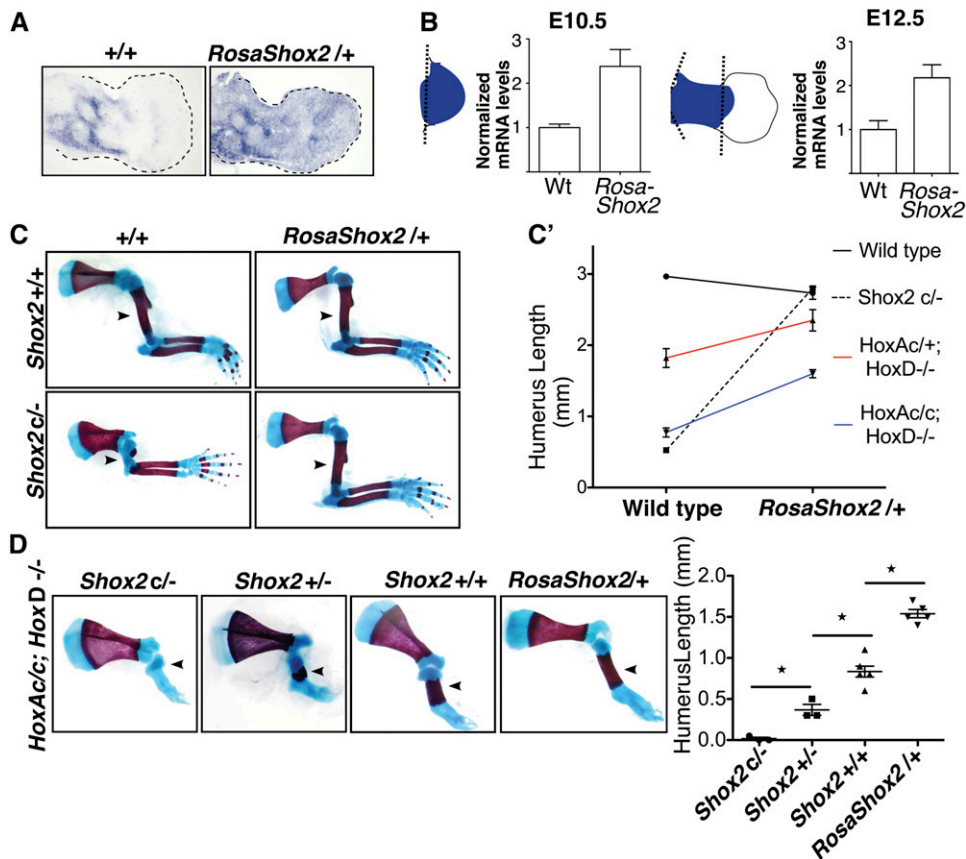 A
+/+
RosaShox2 /+
B
E10.5
Normalized
mRNA levels
3
2
1
Wt
Rosa-
Shox2
E12.5
Normalized
mRNA levels
3
2
1
Wt
Rosa-
Shox2
C
+/+
RosaShox2 /+
Shox2 +/+
Shox2 c/-
C'
Humerus Length
(mm)
3
2
1
0
Wild type
RosaShox2 /+
Wild type
Shox2 c/-
HoxAc/+;
HoxD-/-
HoxAc/c;
HoxD-/-
D
HoxAc/c; HoxD -/-
Shox2 c/-
Shox2 +/-
Shox2 +/+
RosaShox2/+
HumerusLength (mm)
2.0
1.5
1.0
0.5
0.0
Shox2 c/-
Shox2 +/-
Shox2 +/+
RosaShox2 /+